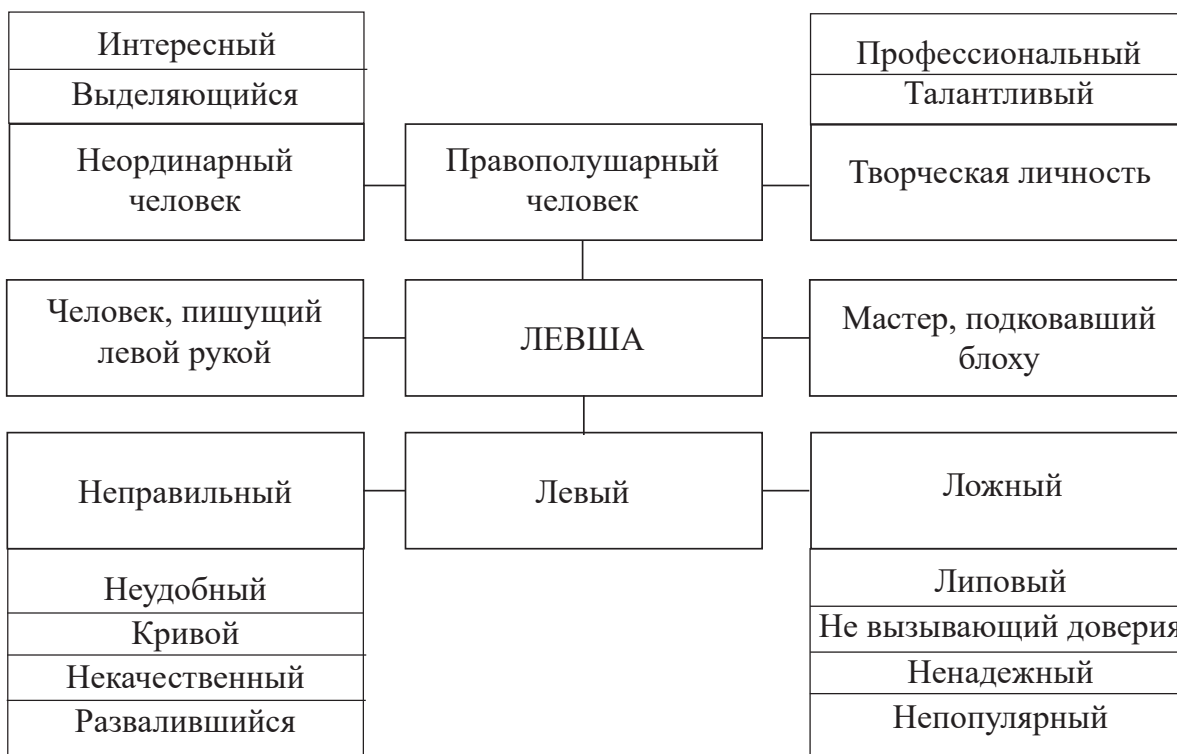 Интересный
Выделяющийся
Неординарный
человек
Правополушарный
человек
Профессиональный
Талантливый
Творческая личность
Человек, пишущий
левой рукой
ЛЕВША
Мастер, подковавший
блоху
Неправильный
Левый
Ложный
Неудобный
Кривой
Некачественный
Развалившийся
Липовый
Не вызывающий доверия
Ненадежный
Непопулярный